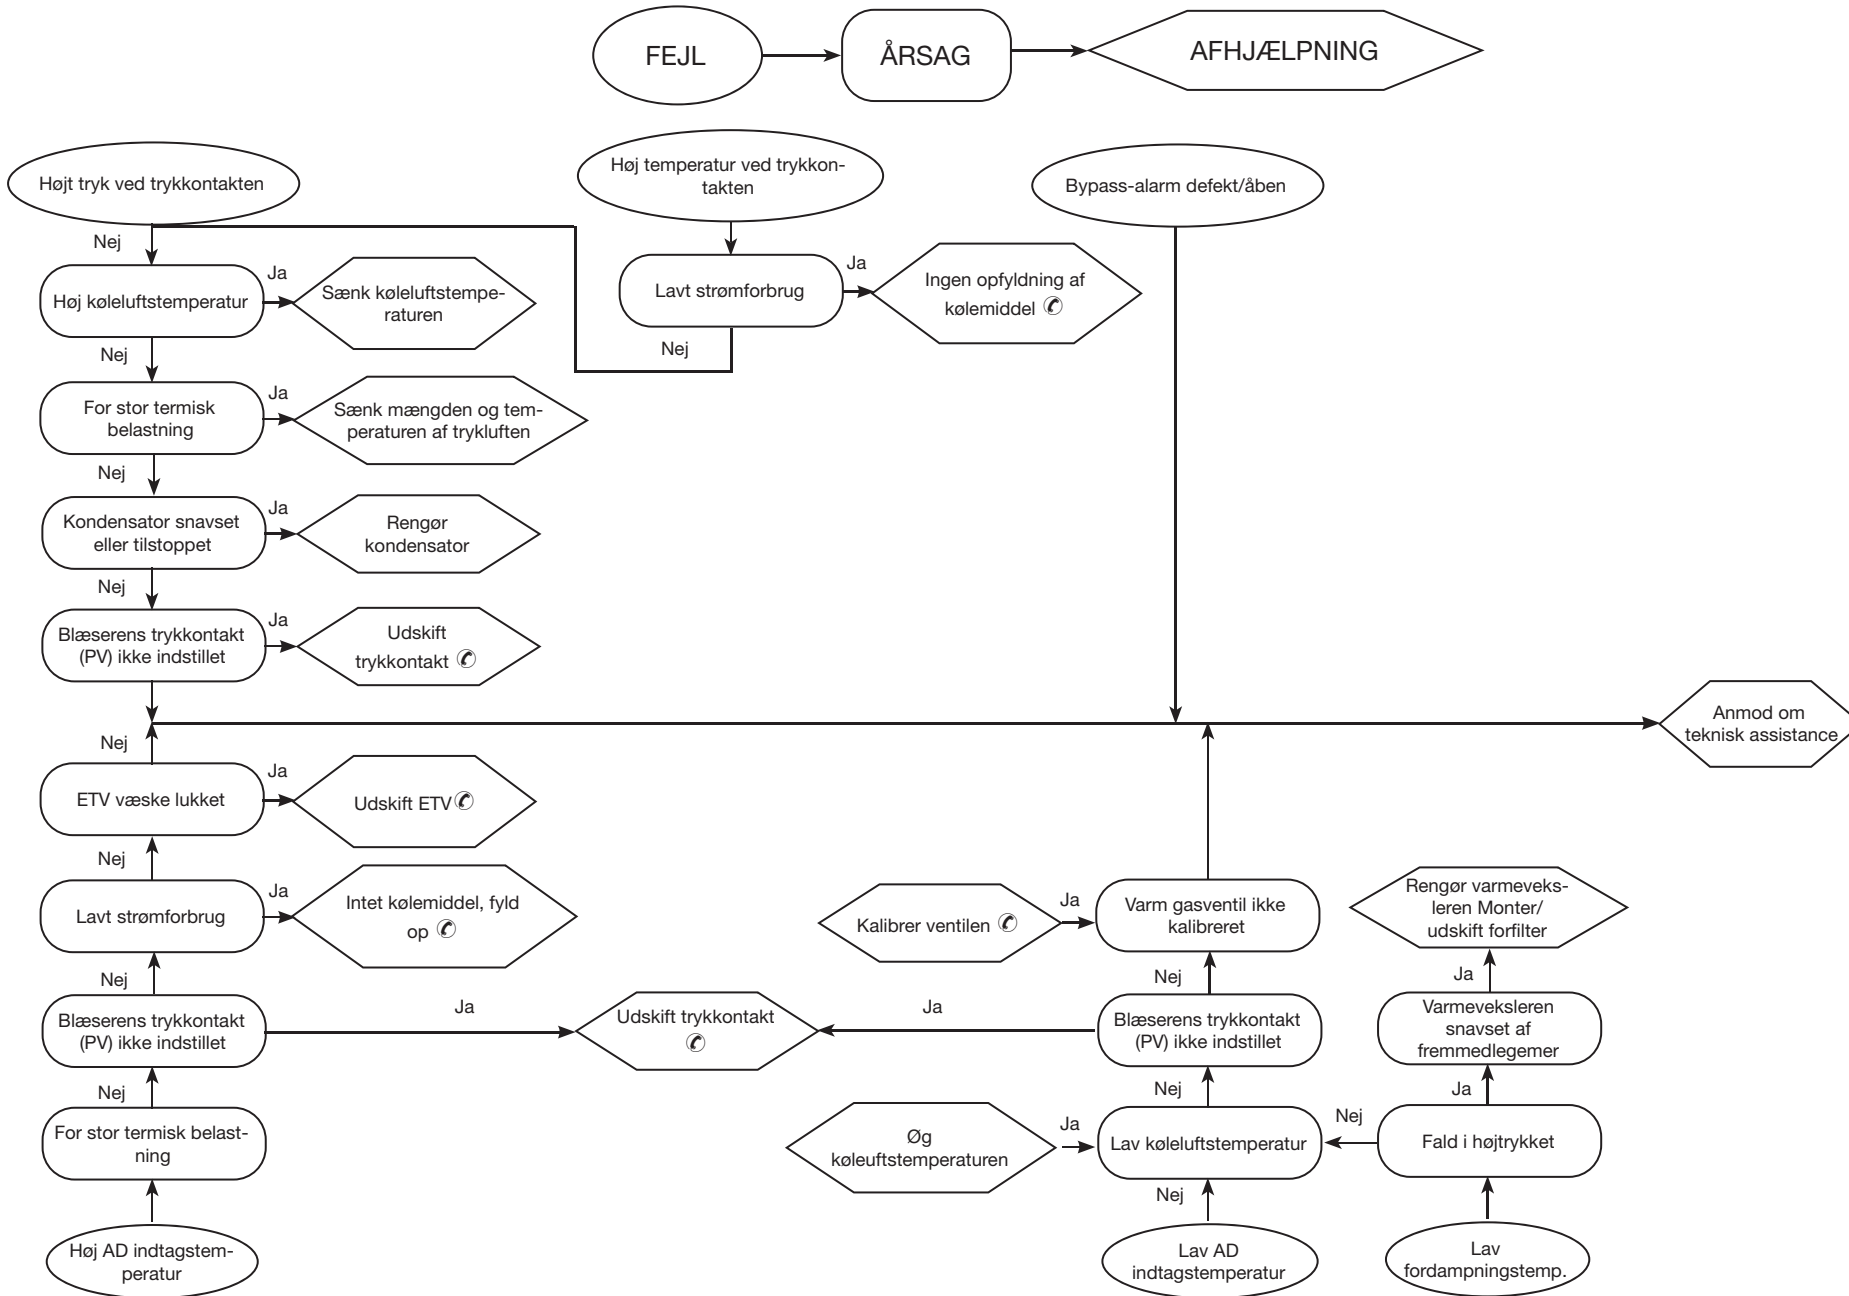 FEJL
ÅRSAG
AFHJÆLPNING
Højt tryk ved trykkontakten
Høj temperatur ved trykkon-
takten
Bypass-alarm defekt/åben
Nej
Høj køleluftstemperatur
Ja
Sænk køleluftstempe-
raturen
Lavt strømforbrug
Ja
Ingen opfyldning af
kølemiddel ✆
Nej
Nej
For stor termisk
belastning
Ja
Sænk mængden og tem-
peraturen af trykluften
Nej
Kondensator snavset
eller tilstoppet
Ja
Rengør
kondensator
Nej
Blæserens trykkontakt
(PV) ikke indstillet
Ja
Udskift
trykkontakt ✆
Anmod om
teknisk assistance
Nej
ETV væske lukket
Ja
Udskift ETV ✆
Nej
Lavt strømforbrug
Ja
Intet kølemiddel, fyld
op ✆
Kalibrer ventilen ✆
Ja
Varm gasventil ikke
kalibreret
Rengør varmeveks-
leren Monter/
udskift forfilter
Nej
Nej
Ja
Blæserens trykkontakt
(PV) ikke indstillet
Ja
Udskift trykkontakt
✆
Ja
Blæserens trykkontakt
(PV) ikke indstillet
Varmeveksleren
snavset af
fremmedlegemer
Nej
Nej
Ja
For stor termisk belast-
ning
Øg
køleuftstemperaturen
Ja
Lav køleluftstemperatur
Nej
Fald i højtrykket
Nej
Høj AD indtagstem-
peratur
Lav AD
indtagstemperatur
Lav
fordampningstemp.